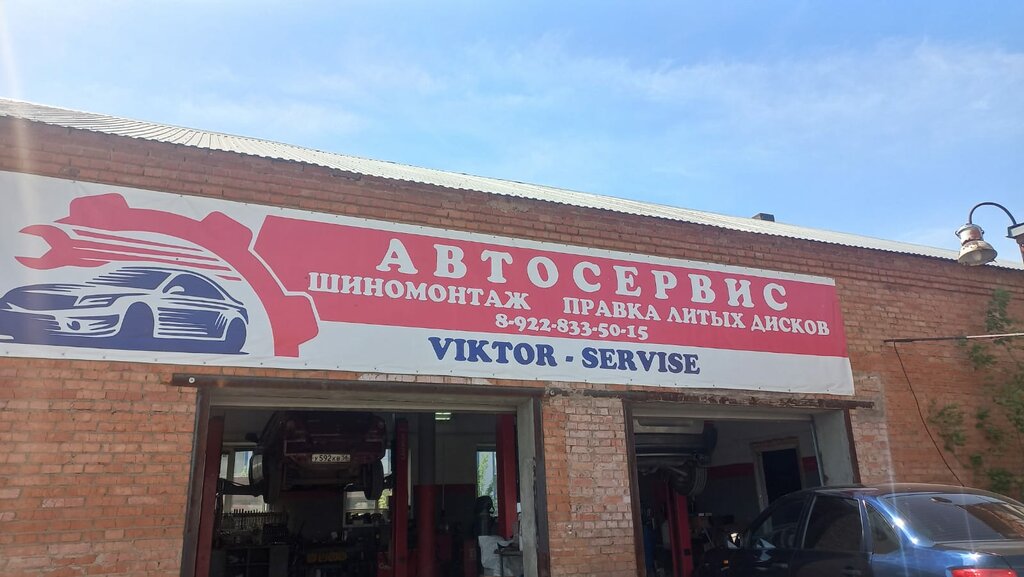 АВТОСЕРВИС
ШИНОМОНТАЖ ПРАВКА ЛИТЫХ ДИСКОВ
8-922-833-50-15
VIKTOR - SERVISE